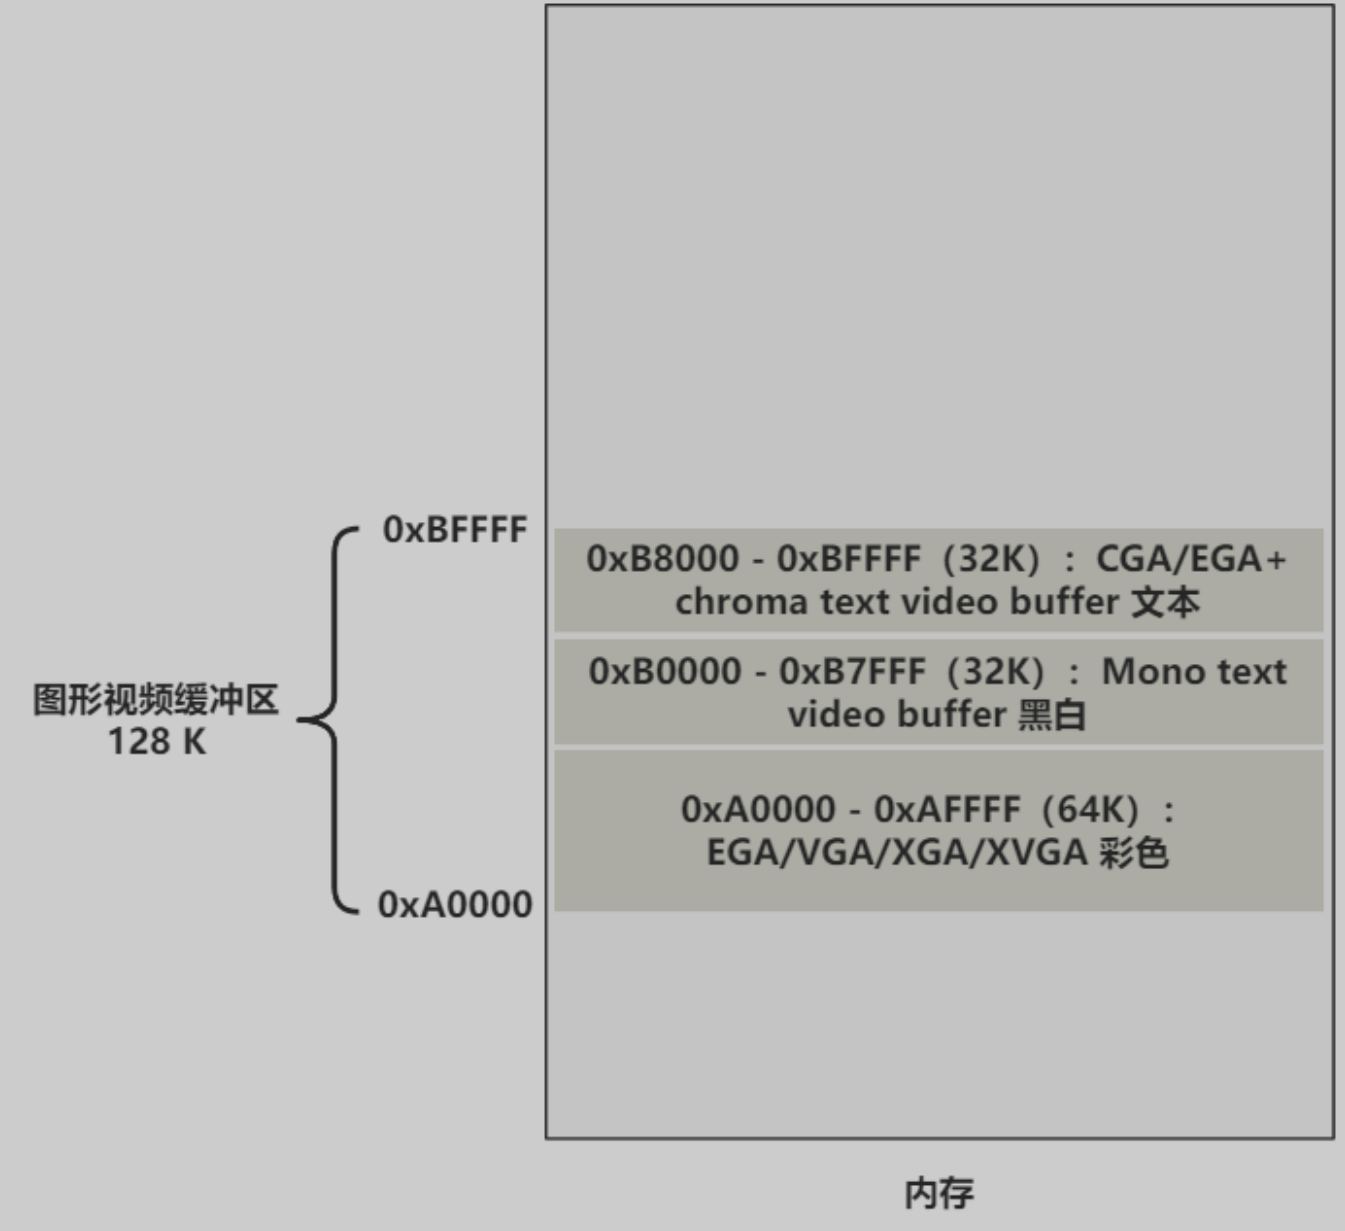 0xBFFFF
0xB8000 - 0xBFFFF（32K）：CGA/EGA+
chroma text video buffer 文本
0xB0000 - 0xB7FFF（32K）：Mono text
video buffer 黑白
图形视频缓冲区
128 K
0xA0000 - 0xAFFFF（64K）：
EGA/VGA/XGA/XVGA 彩色
0xA0000
内存